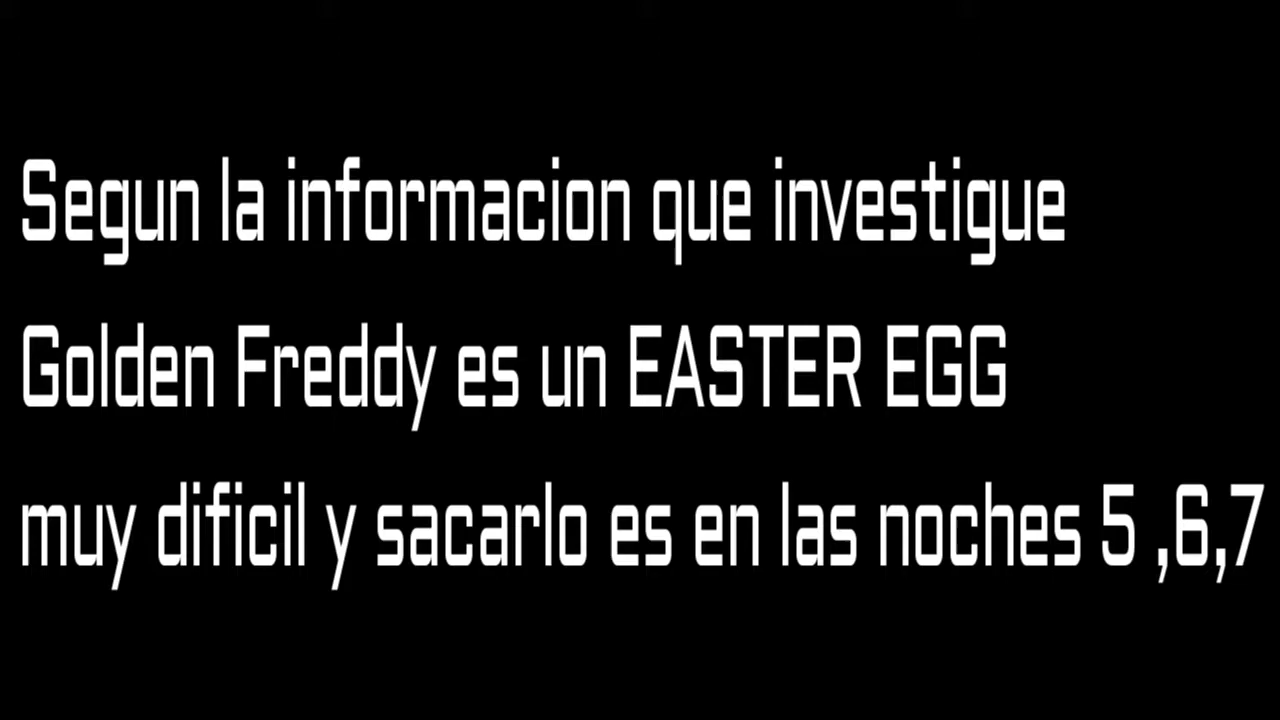 Segun la informacion que investigue
Golden Freddy es un EASTER EGG
muy dificil y sacarlo es en las noches 5 ,6,7